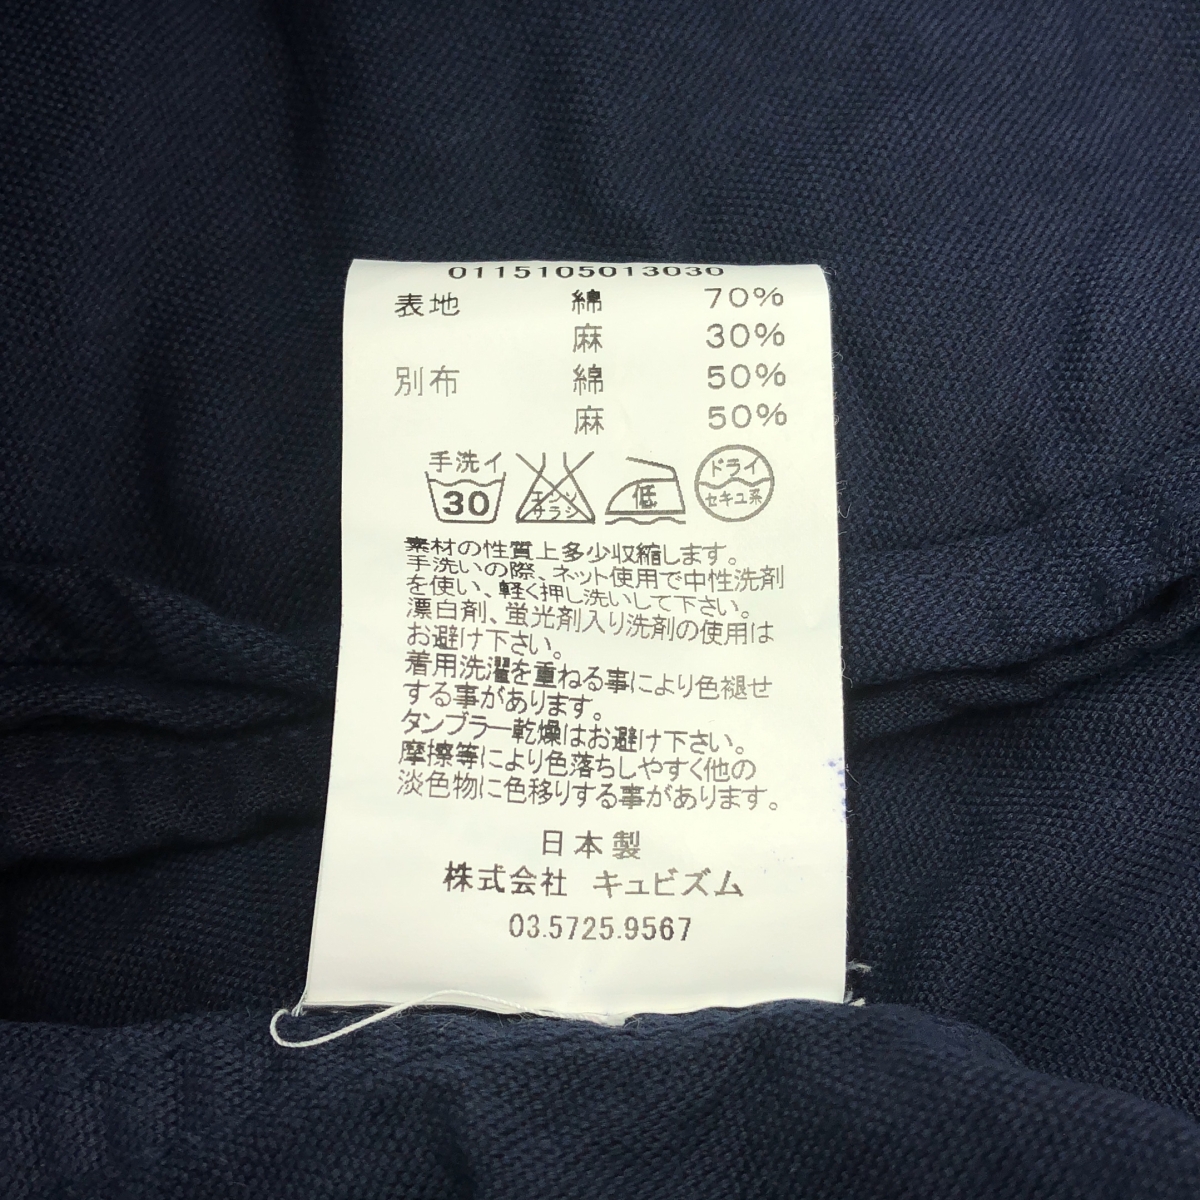 0115105013030
表地 綿 70%
麻 30%
別布 綿 50%
麻 50%
手洗イ
30
エンソ
サラシ
低
ドライ
セキユ系
素材の性質上多少収縮します。
手洗いの際、ネット使用で中性洗剤
を使い、軽く押し洗いして下さい。
漂白剤、蛍光剤入り洗剤の使用は
お避け下さい。
着用洗濯を重ねる事により色褪せ
する事があります。
タンブラー乾燥はお避け下さい。
摩擦等により色落ちしやすく他の
淡色物に色移りする事があります。
日本製
株式会社 キュビズム
03.5725.9567